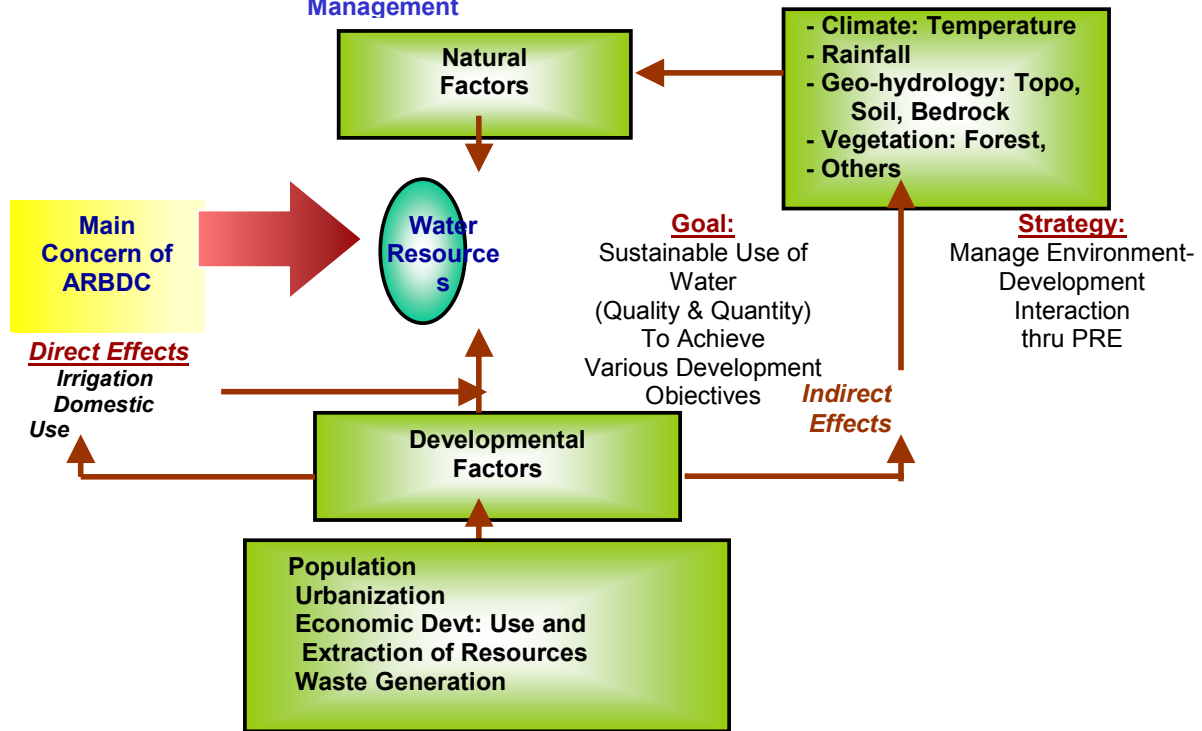 Management
Natural
Factors
- Climate: Temperature
- Rainfall
- Geo-hydrology: Topo,
Soil, Bedrock
- Vegetation: Forest,
- Others
Main
Concern of
ARBDC
Water
Resource
s
Goal:
Sustainable Use of
Water
(Quality & Quantity)
To Achieve
Various Development
Objectives
Strategy:
Manage Environment-
Development
Interaction
thru PRE
Direct Effects
Irrigation
Domestic
Use
Indirect
Effects
Developmental
Factors
Population
Urbanization
Economic Devt: Use and
Extraction of Resources
Waste Generation